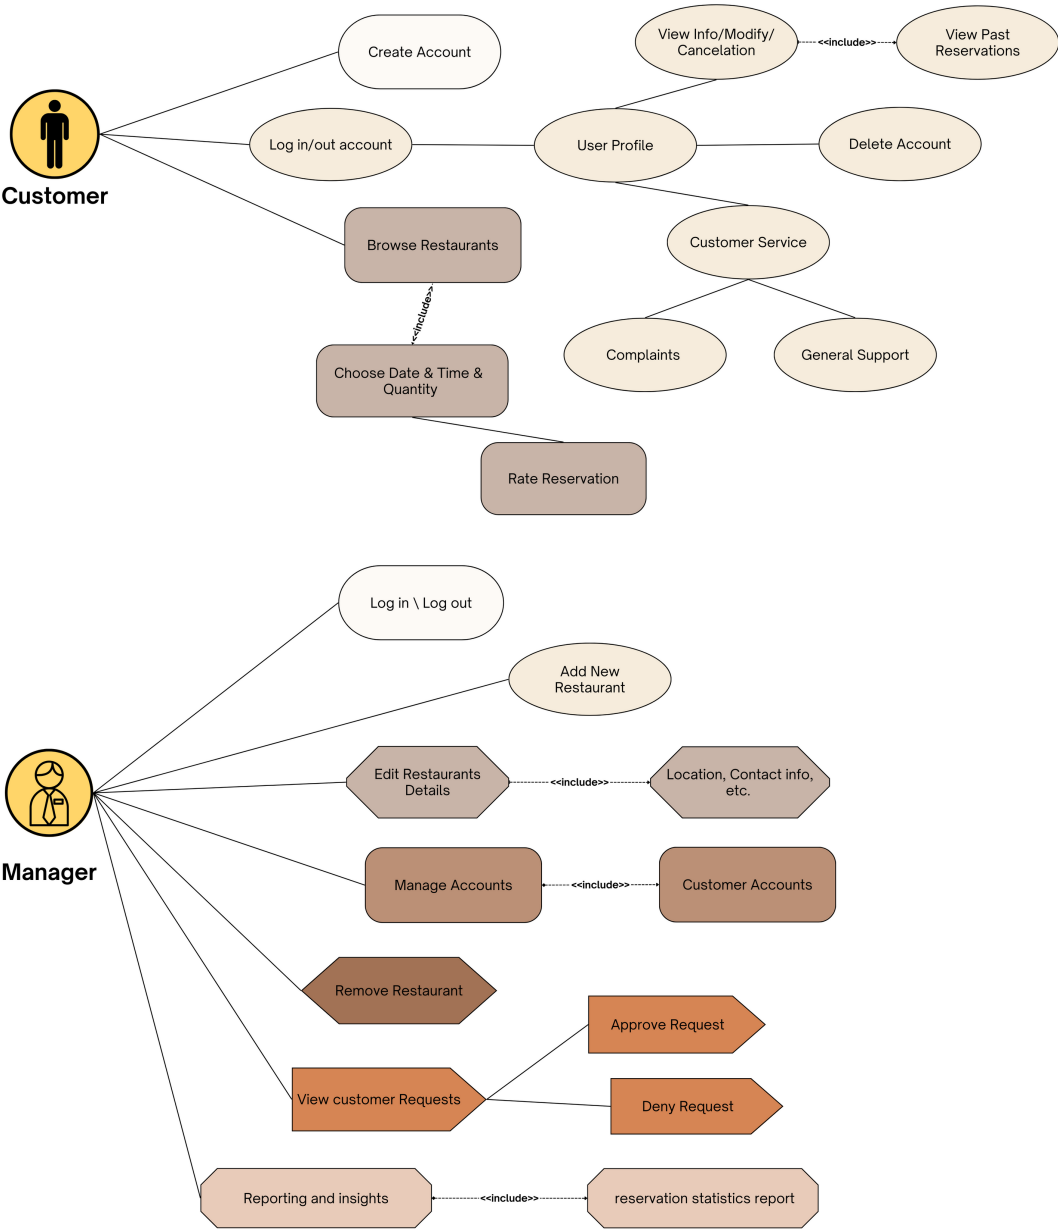 Create Account
View Info/Modify/
Cancelation
<<include>>
View Past
Reservations
Log in/out account
User Profile
Delete Account
Customer
Browse Restaurants
Customer Service
<<include>>
Complaints
General Support
Choose Date & Time &
Quantity
Rate Reservation
Log in \ Log out
Add New
Restaurant
Edit Restaurants
Details
<<include>>
Location, Contact info,
etc.
Manager
Manage Accounts
<<include>>
Customer Accounts
Remove Restaurant
Approve Request
View customer Requests
Deny Request
Reporting and insights
<<include>>
reservation statistics report